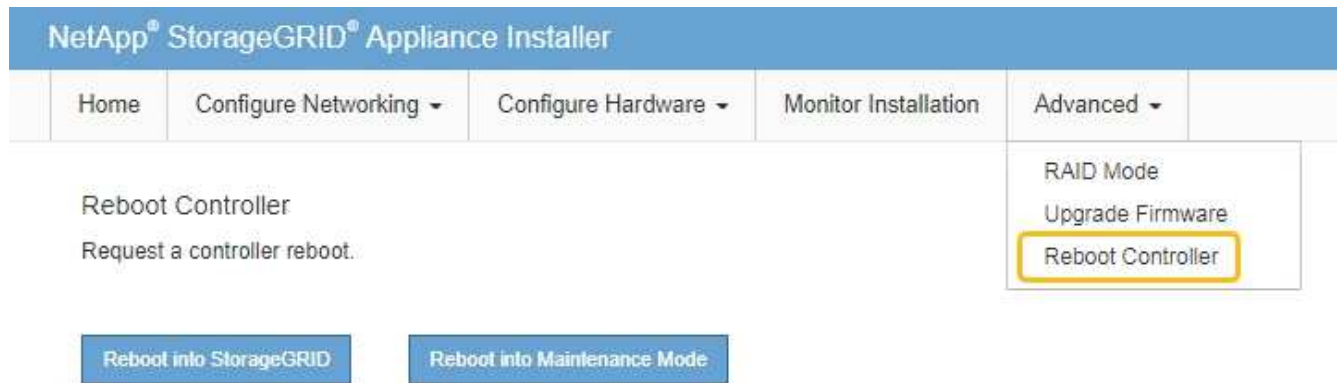 NetApp® StorageGRID® Appliance Installer
Home Configure Networking Configure Hardware Monitor Installation Advanced
RAID Mode
Upgrade Firmware
Reboot Controller
Reboot Controller
Request a controller reboot.
Reboot into StorageGRID Reboot into Maintenance Mode